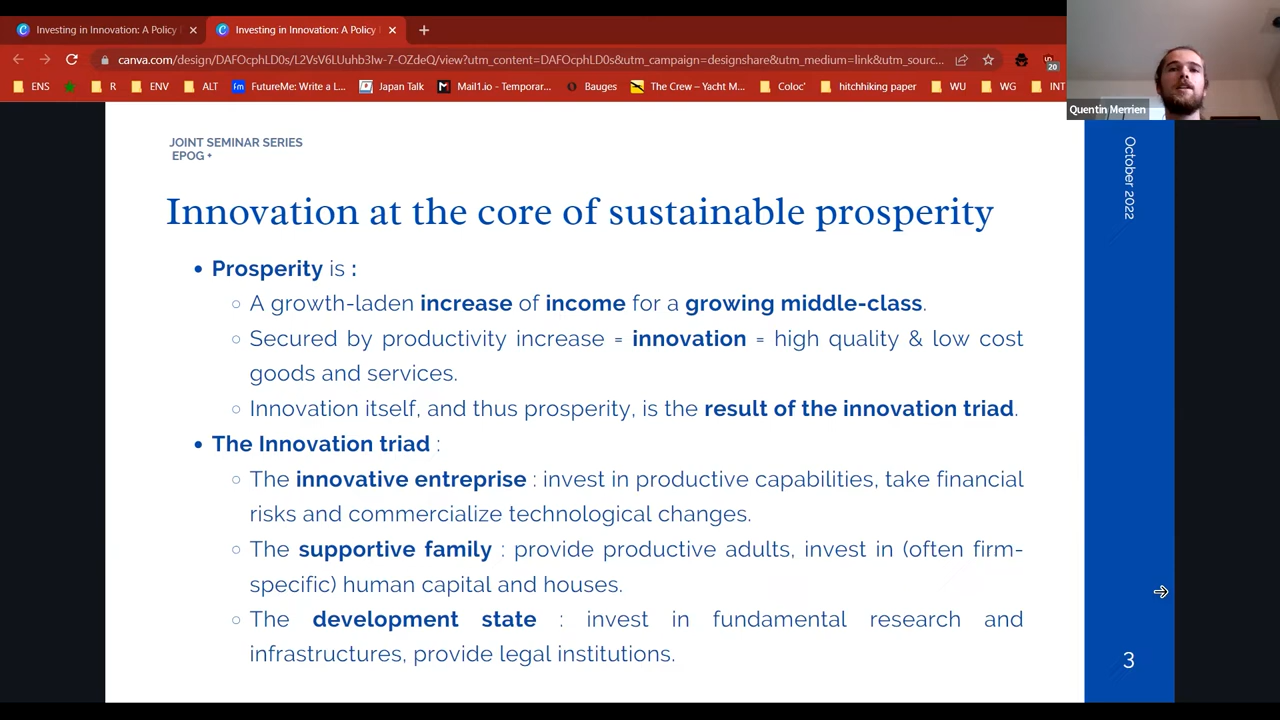 Investing in Innovation: A Policy
Investing in Innovation: A Policy
canva.com/design/DAFOcphLD0s/L2VsV6LUuhb3Iw-7-OZdeQ/view?utm_content=DAFOcphLD0s&utm_campaign=designshare&utm_medium=link&utm_sourc...
20
ENS
R
ENV
ALT
FutureMe: Write a L...
Japan Talk
Mail1.io - Temporar...
Bauges
The Crew – Yacht M...
Coloc'
hitchhiking paper
WU
WG
INT
Quentin Merrien
JOINT SEMINAR SERIES
EPOG +
October 2022
Innovation at the core of sustainable prosperity
• Prosperity is :
○ A growth-laden increase of income for a growing middle-class.
○ Secured by productivity increase = innovation = high quality & low cost
goods and services.
○ Innovation itself, and thus prosperity, is the result of the innovation triad.
• The Innovation triad :
○ The innovative entreprise : invest in productive capabilities, take financial
risks and commercialize technological changes.
○ The supportive family : provide productive adults, invest in (often firm-
specific) human capital and houses.
○ The development state : invest in fundamental research and
infrastructures, provide legal institutions.
3